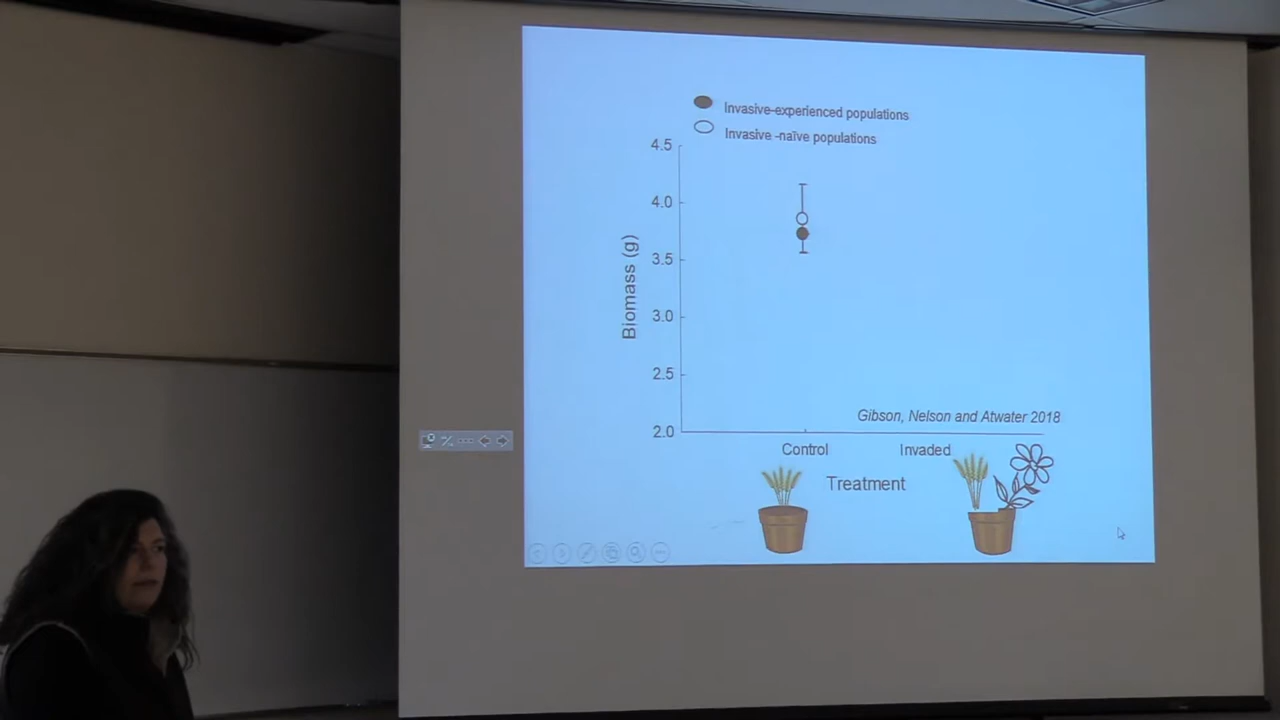 Invasive-experienced populations
Invasive -naïve populations
4.5
4.0
3.5
3.0
2.5
2.0
Biomass (g)
Gibson, Nelson and Atwater 2018
Control
Invaded
Treatment